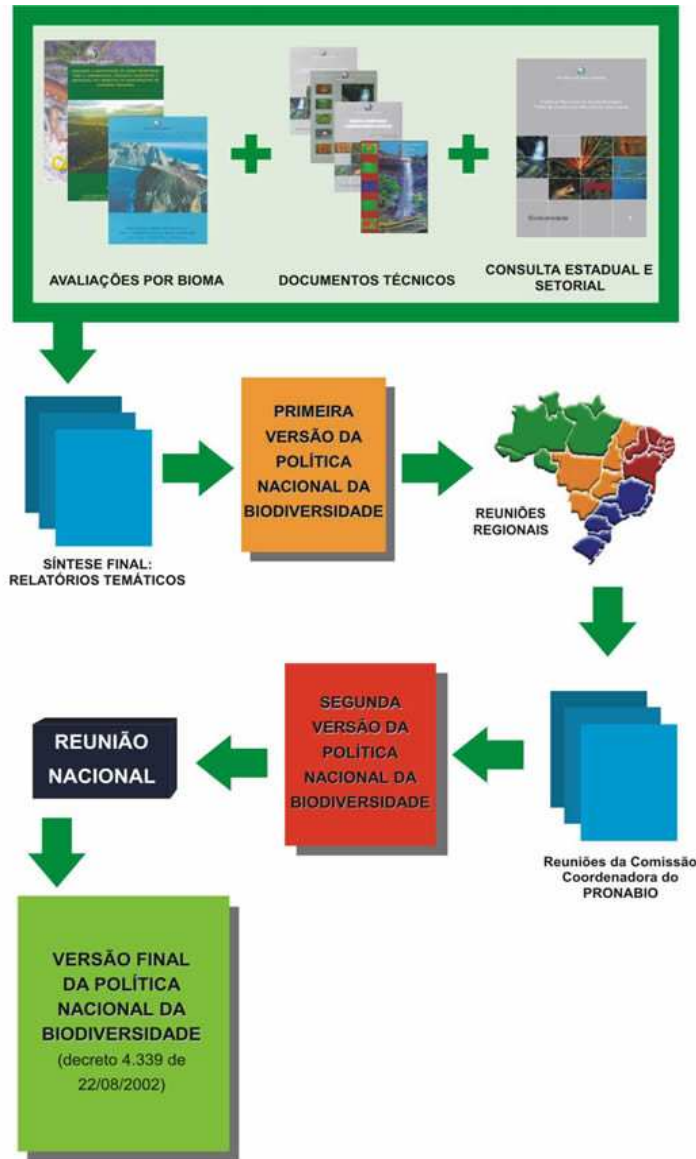 AVALIAÇÕES POR BIOMA
DOCUMENTOS TÉCNICOS
CONSULTA ESTADUAL E
SETORIAL
SÍNTESE FINAL:
RELATÓRIOS TEMÁTICOS
PRIMEIRA
VERSÃO DA
POLÍTICA
NACIONAL DA
BIODIVERSIDADE
REUNIÕES
REGIONAIS
Reuniões da Comissão
Coordenadora do
PRONABIO
SEGUNDA
VERSÃO DA
POLÍTICA
NACIONAL DA
BIODIVERSIDADE
REUNIÃO
NACIONAL
VERSÃO FINAL
DA POLÍTICA
NACIONAL DA
BIODIVERSIDADE
(decreto 4.339 de
22/08/2002)